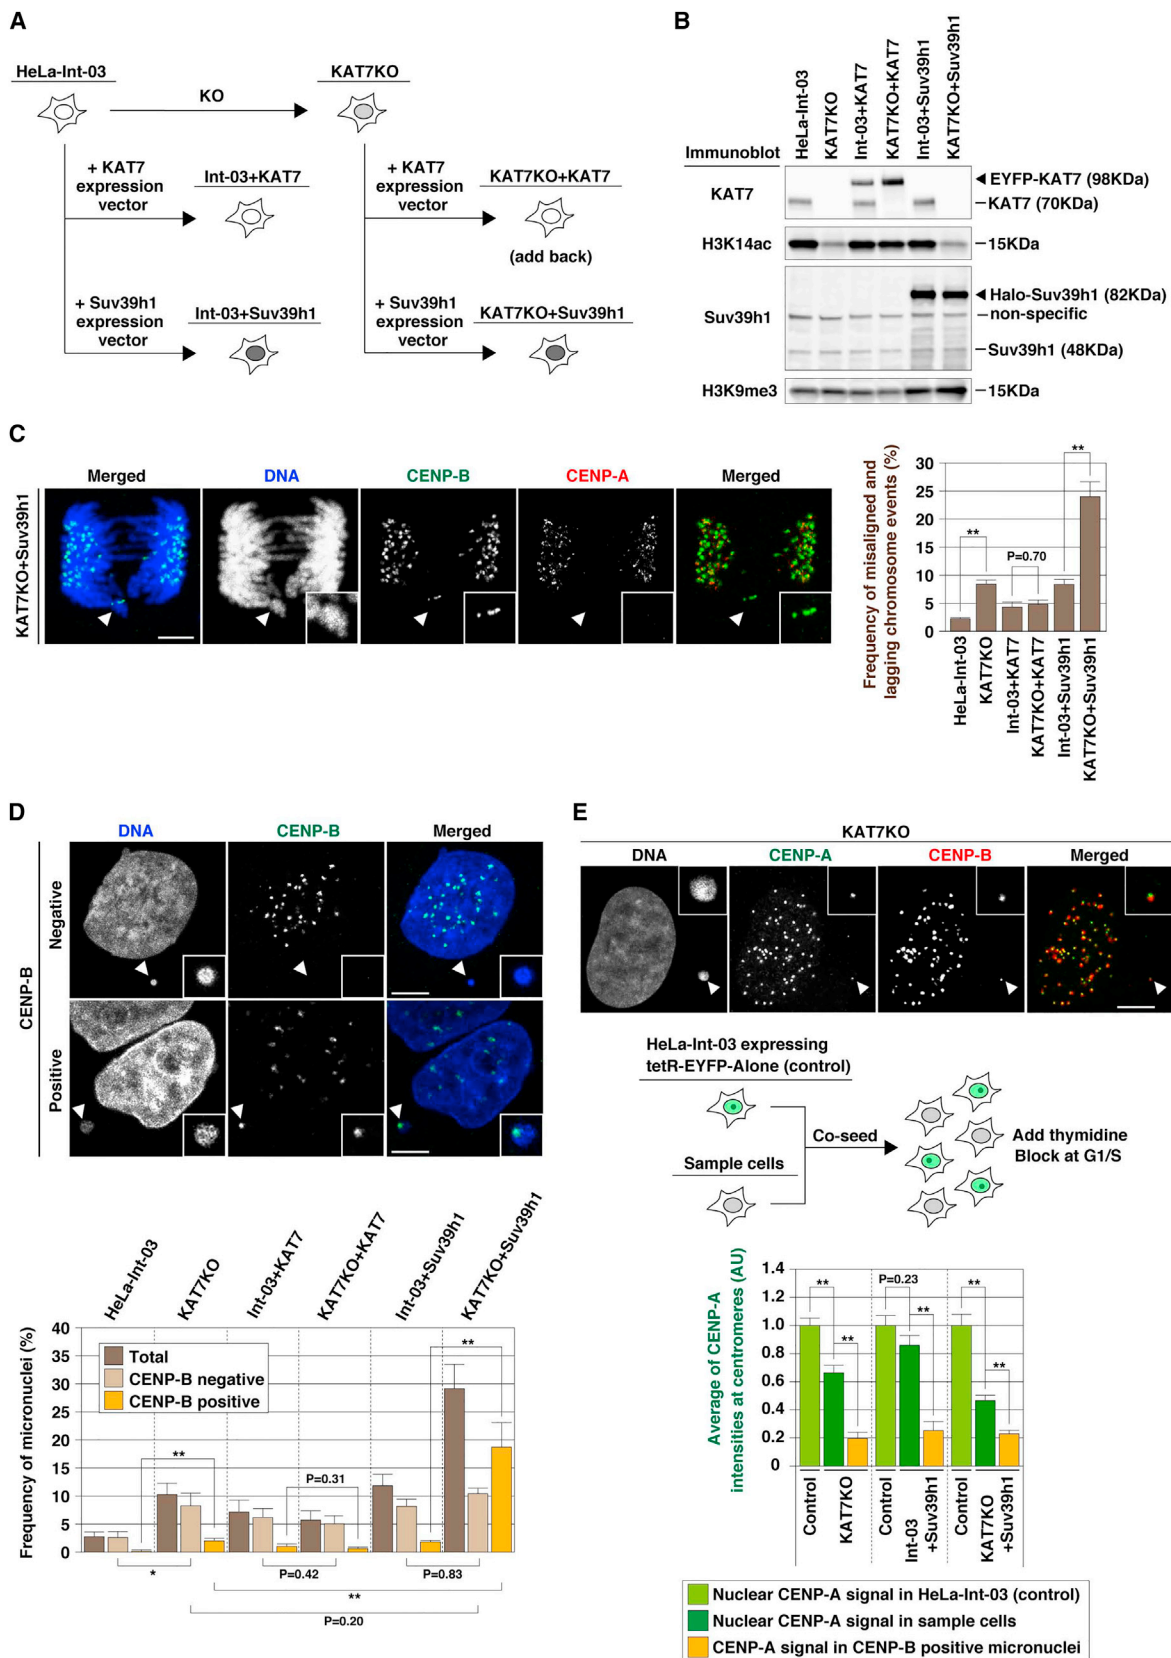 A
HeLa-Int-03
KAT7KO
KO
+ KAT7
expression
vector
Int-03+KAT7
+ KAT7
expression
vector
KAT7KO+KAT7
(add back)
+ Suv39h1
expression
vector
Int-03+Suv39h1
+ Suv39h1
expression
vector
KAT7KO+Suv39h1
B
HeLa-Int-03
KAT7KO
Int-03+KAT7
KAT7KO+KAT7
Int-03+Suv39h1
KAT7KO+Suv39h1
Immunoblot
KAT7
EYFP-KAT7 (98KDa)
KAT7 (70KDa)
H3K14ac
15KDa
Suv39h1
Halo-Suv39h1 (82KDa)
non-specific
Suv39h1 (48KDa)
H3K9me3
15KDa
C
Merged
DNA
CENP-B
CENP-A
Merged
KAT7KO+Suv39h1
Frequency of misaligned and
lagging chromosome events (%)
30
25
20
15
10
5
0
**
P=0.70
**
HeLa-Int-03
KAT7KO
Int-03+KAT7
KAT7KO+KAT7
Int-03+Suv39h1
KAT7KO+Suv39h1
D
DNA
CENP-B
Merged
CENP-B
Negative
Positive
HeLa-Int-03
KAT7KO
Int-03+KAT7
KAT7KO+KAT7
Int-03+Suv39h1
KAT7KO+Suv39h1
Frequency of micronuclei (%)
40
35
30
25
20
15
10
5
0
Total
CENP-B negative
CENP-B positive
**
P=0.31
**
*
P=0.42
P=0.83
**
P=0.20
E
KAT7KO
DNA
CENP-A
CENP-B
Merged
HeLa-Int-03 expressing
tetR-EYFP-Alone (control)
Sample cells
Co-seed
Add thymidine
Block at G1/S
Average of CENP-A
intensities at centromeres (AU)
1.4
1.2
1.0
0.8
0.6
0.4
0.2
0
**
**
P=0.23
**
**
**
Control
KAT7KO
Control
Int-03
+Suv39h1
Control
KAT7KO
+Suv39h1
Nuclear CENP-A signal in HeLa-Int-03 (control)
Nuclear CENP-A signal in sample cells
CENP-A signal in CENP-B positive micronuclei